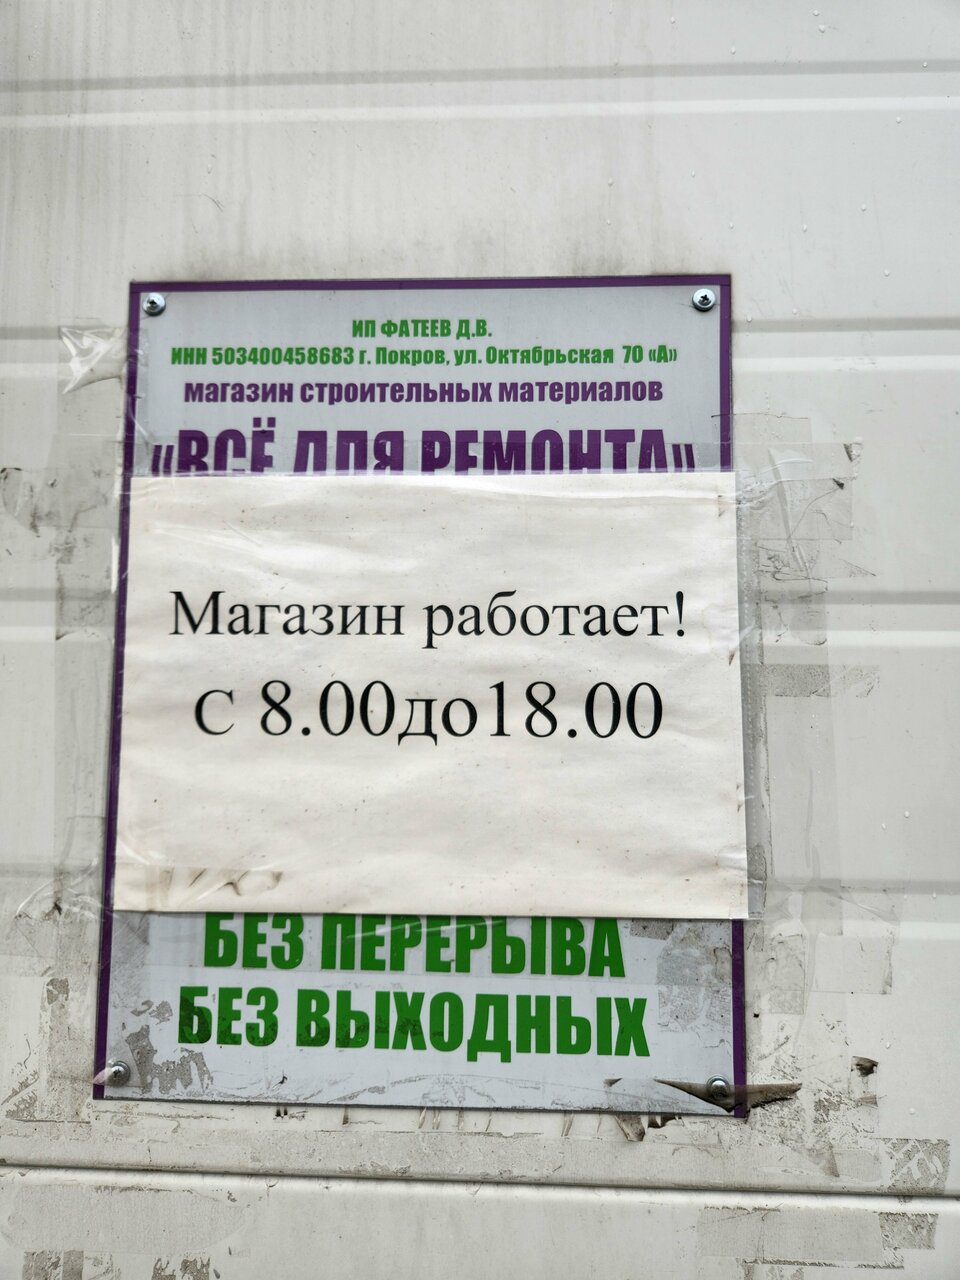 ИП ФАТЕЕВ Д.В.
ИНН 503400458683 г. Покров, ул. Октябрьская 70 «А»
магазин строительных материалов
«ВСЁ ДЛЯ РЕМОНТА»
Магазин работает!
С 8.00до18.00
БЕЗ ПЕРЕРЫВА
БЕЗ ВЫХОДНЫХ